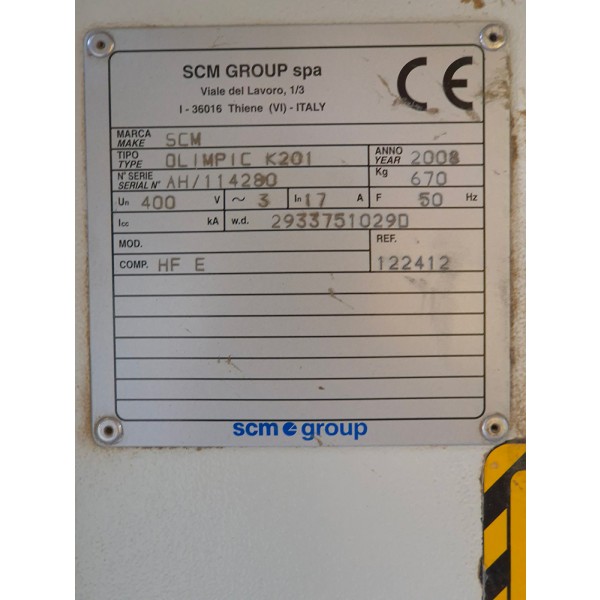 SCM GROUP spa
Viale del Lavoro, 1/3
I - 36016 Thiene (VI) - ITALY
CE
MARCA MAKE SCM
TIPO TYPE OLIMPIC K201 ANNO YEAR 2008
N° SERIE SERIAL N° AH/114280 Kg 670
Un 400 V ~ 3 In 17 A F 50 Hz
Icc kA w.d. 29337510290
MOD. REF.
COMP. HF E 122412
scm group